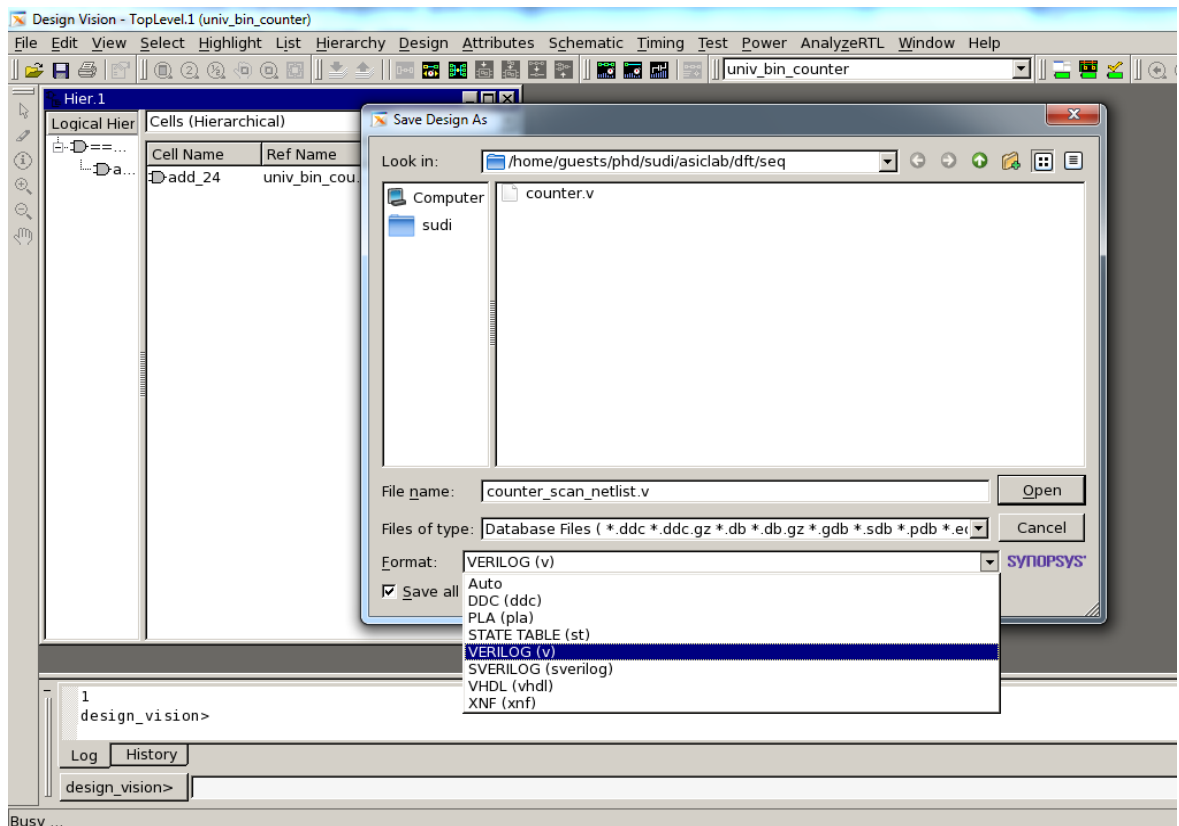 Design Vision - TopLevel.1 (univ_bin_counter)
File Edit View Select Highlight List Hierarchy Design Attributes Schematic Timing Test Power AnalyzeRTL Window Help
univ_bin_counter
Hier.1
Logical Hier
Cells (Hierarchical)
Cell Name Ref Name
==...
a...
add_24 univ_bin_cou.
Save Design As
Look in: /home/guests/phd/sudi/asiclab/dft/seq
Computer
sudi
counter.v
File name: counter_scan_netlist.v Open
Files of type: Database Files ( *.ddc *.ddc.gz *.db *.db.gz *.gdb *.sdb *.pdb *.e Cancel
Format: VERILOG (v) SYNOPSYS
Save all
Auto
DDC (ddc)
PLA (pla)
STATE TABLE (st)
VERILOG (v)
SVERILOG (sverilog)
VHDL (vhdl)
XNF (xnf)
1
design_vision>
Log History
design_vision>
Busy ...